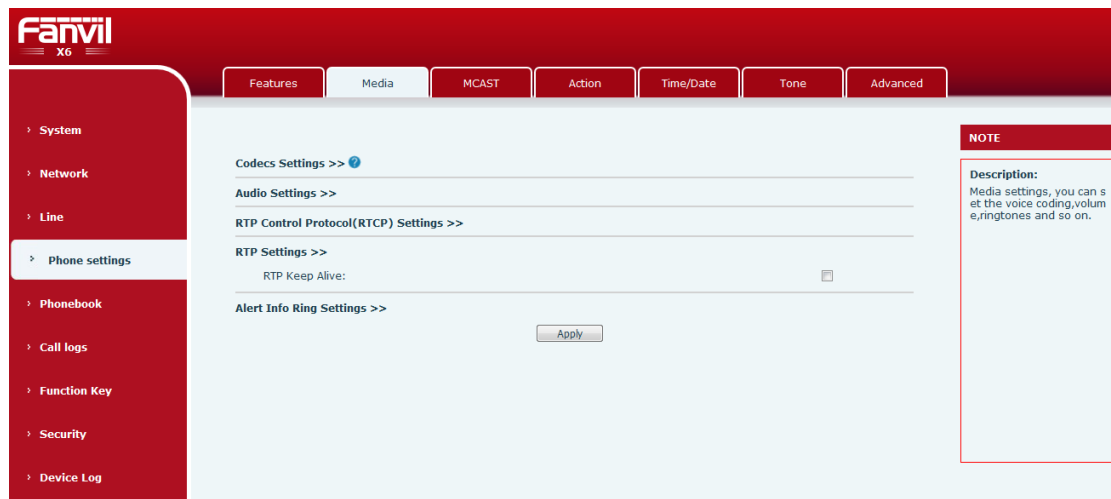 Fanvil
X6
Features Media MCAST Action Time/Date Tone Advanced
› System
› Network
› Line
› Phone settings
› Phonebook
› Call logs
› Function Key
› Security
› Device Log
Codecs Settings >> ?
Audio Settings >>
RTP Control Protocol(RTCP) Settings >>
RTP Settings >>
RTP Keep Alive:
Alert Info Ring Settings >>
Apply
NOTE
Description:
Media settings, you can s
et the voice coding,volum
e,ringtones and so on.